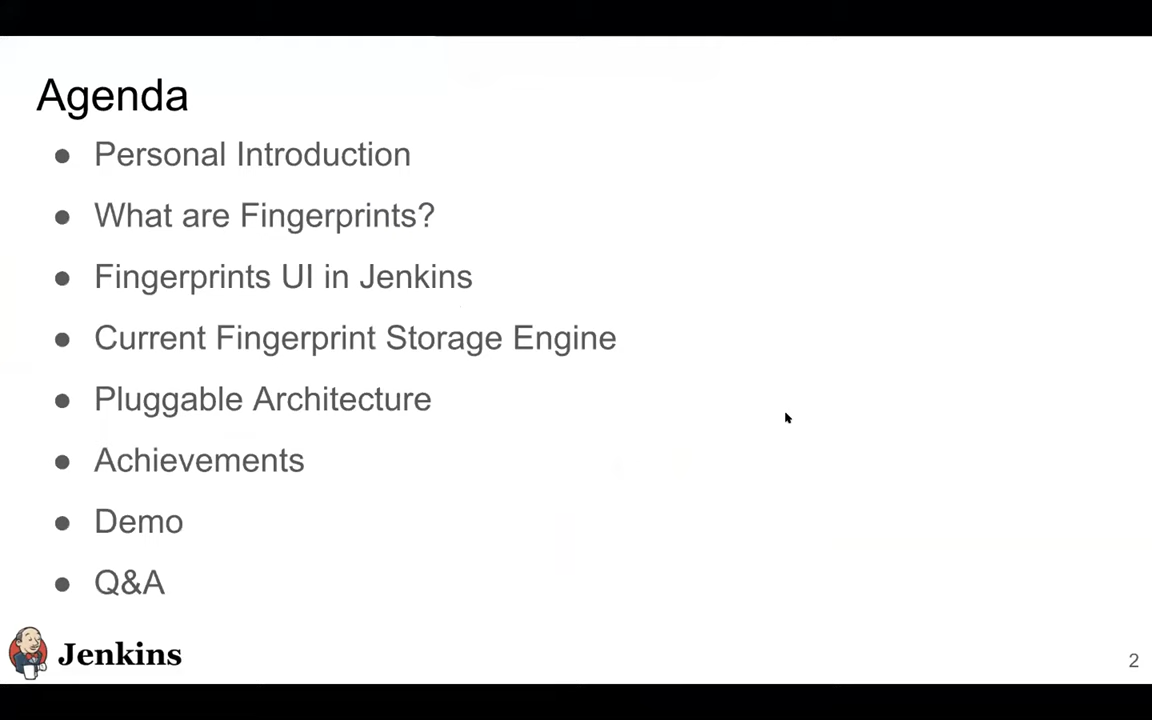 Agenda
● Personal Introduction
● What are Fingerprints?
● Fingerprints UI in Jenkins
● Current Fingerprint Storage Engine
● Pluggable Architecture
● Achievements
● Demo
● Q&A
Jenkins
2